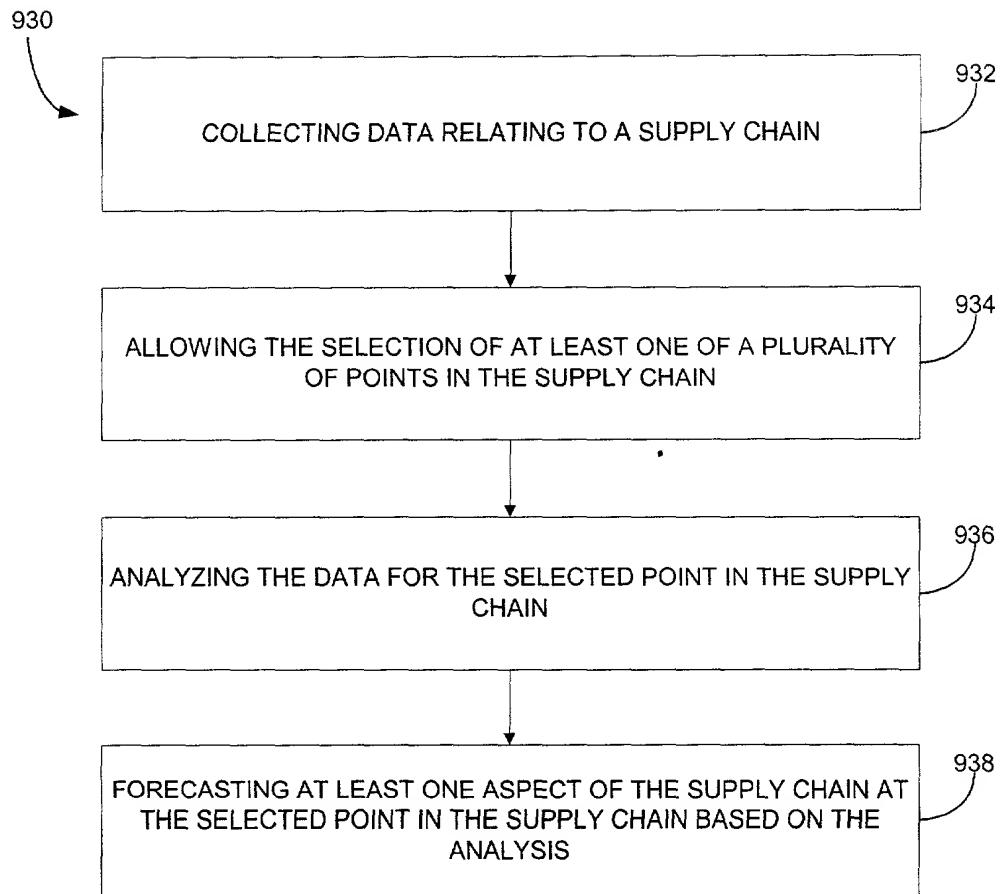 930
932
COLLECTING DATA RELATING TO A SUPPLY CHAIN
934
ALLOWING THE SELECTION OF AT LEAST ONE OF A PLURALITY
OF POINTS IN THE SUPPLY CHAIN
936
ANALYZING THE DATA FOR THE SELECTED POINT IN THE SUPPLY
CHAIN
938
FORECASTING AT LEAST ONE ASPECT OF THE SUPPLY CHAIN AT
THE SELECTED POINT IN THE SUPPLY CHAIN BASED ON THE
ANALYSIS